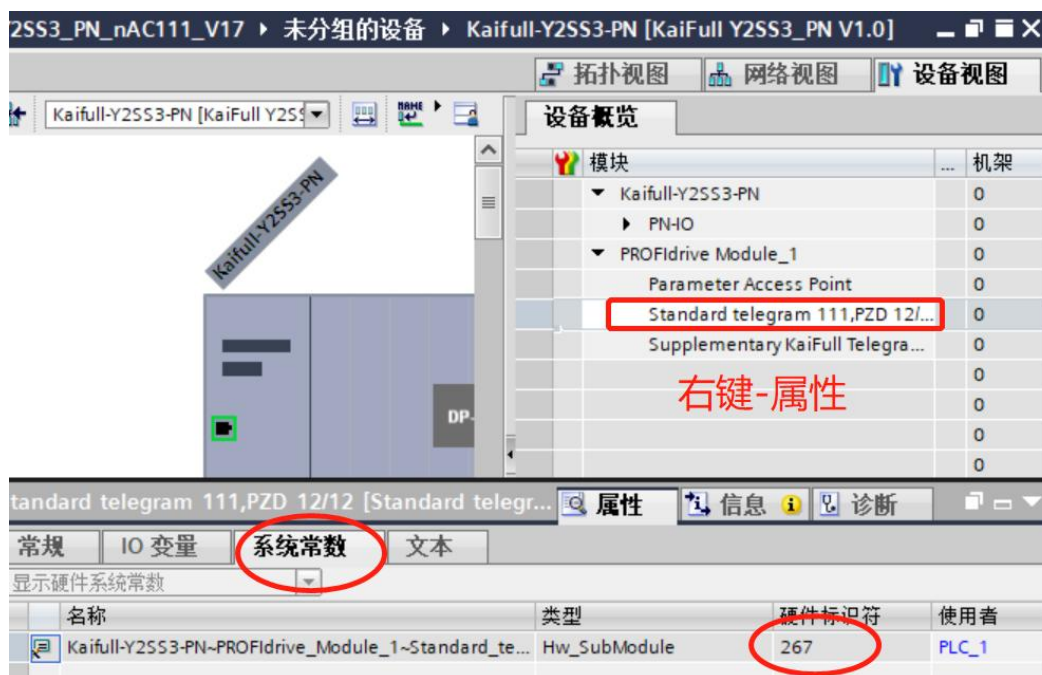 2SS3_PN_nAC111_V17 ▸ 未分组的设备 ▸ Kaifull-Y2SS3-PN [KaiFull Y2SS3_PN V1.0]
拓扑视图 网络视图 设备视图
Kaifull-Y2SS3-PN [KaiFull Y2SS
设备概览
模块 ... 机架
Kaifull-Y2SS3-PN 0
PN-IO 0
PROFIdrive Module_1 0
Parameter Access Point 0
Standard telegram 111,PZD 12/... 0
Supplementary KaiFull Telegra... 0
0
0
0
0
Kaifull-Y2SS3-PN
DP-
右键-属性
tandard telegram 111,PZD 12/12 [Standard telegr... 属性 信息 诊断
常规 IO 变量 系统常数 文本
显示硬件系统常数
名称 类型 硬件标识符 使用者
Kaifull-Y2SS3-PN~PROFIdrive_Module_1~Standard_te... Hw_SubModule 267 PLC_1